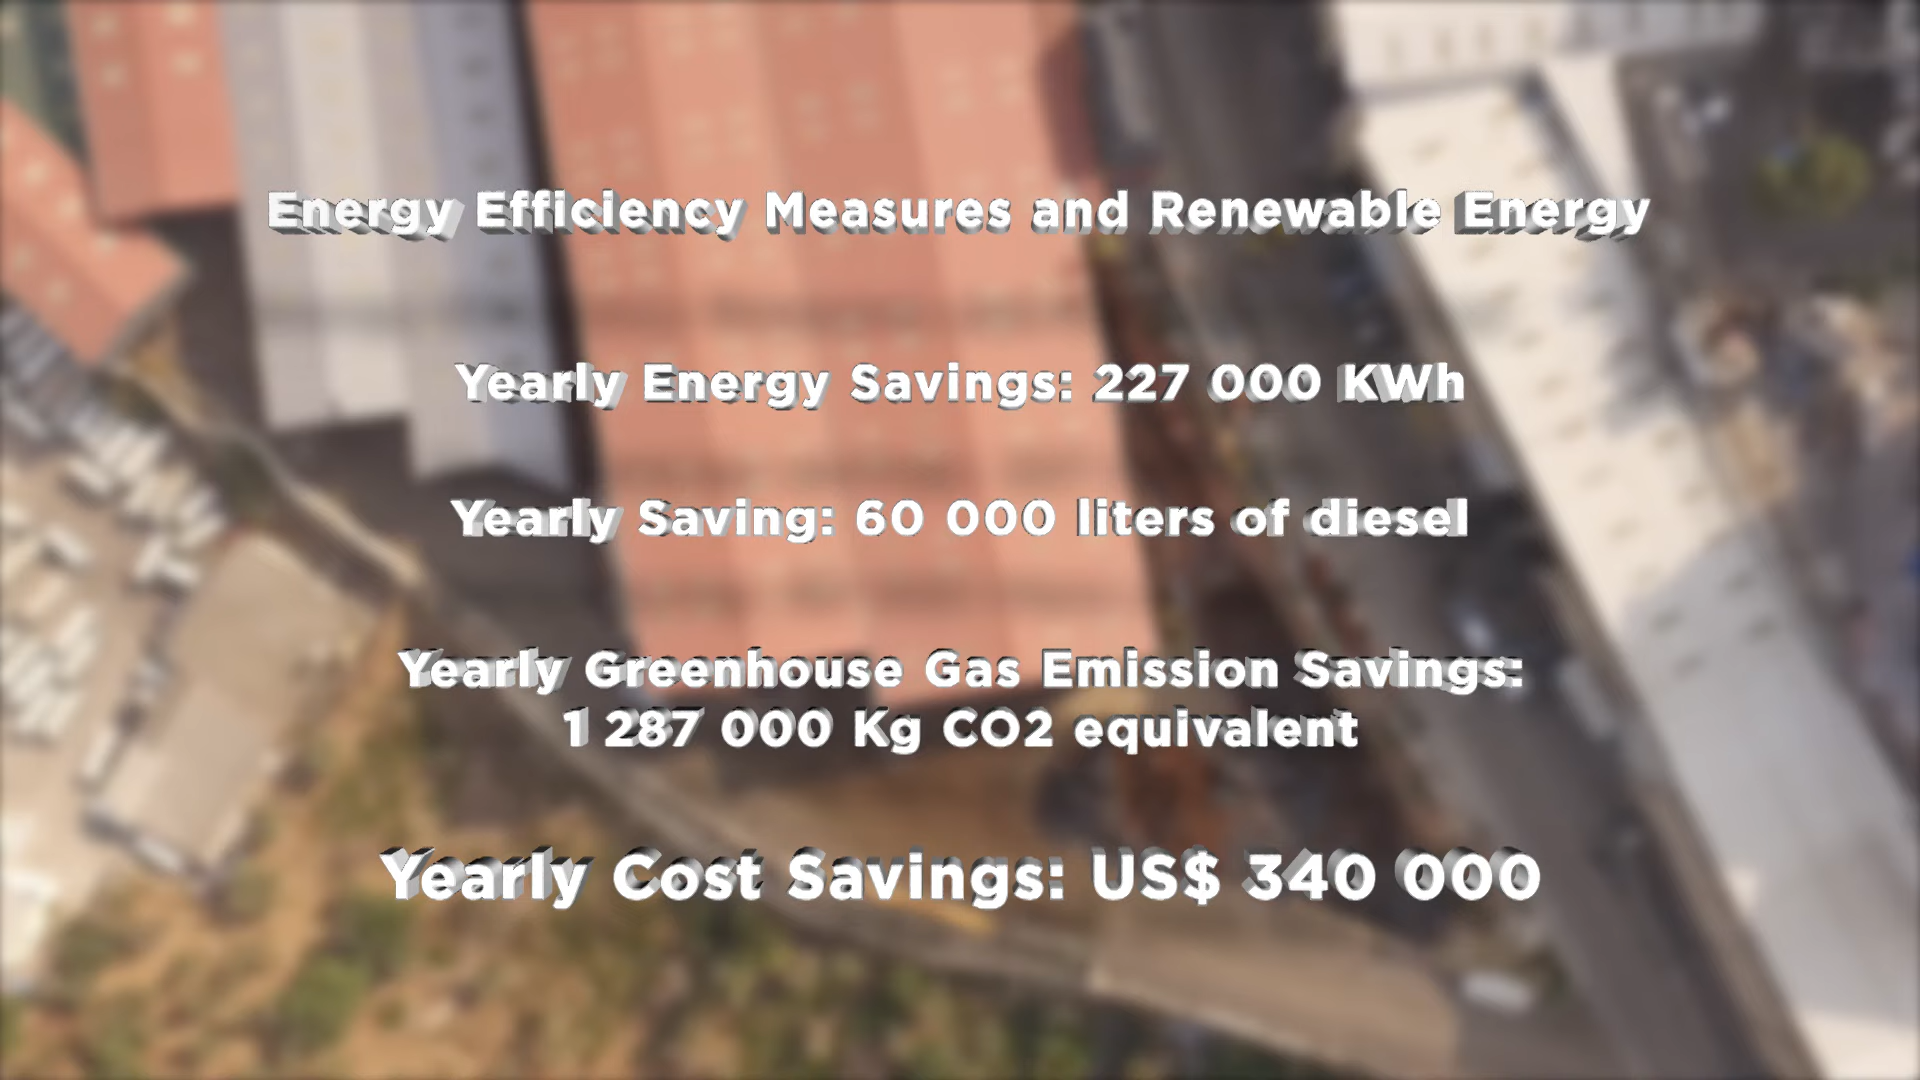 Energy Efficiency Measures and Renewable Energy
Yearly Energy Savings: 227 000 KWh
Yearly Saving: 60 000 liters of diesel
Yearly Greenhouse Gas Emission Savings:
1 287 000 Kg CO2 equivalent
Yearly Cost Savings: US$ 340 000